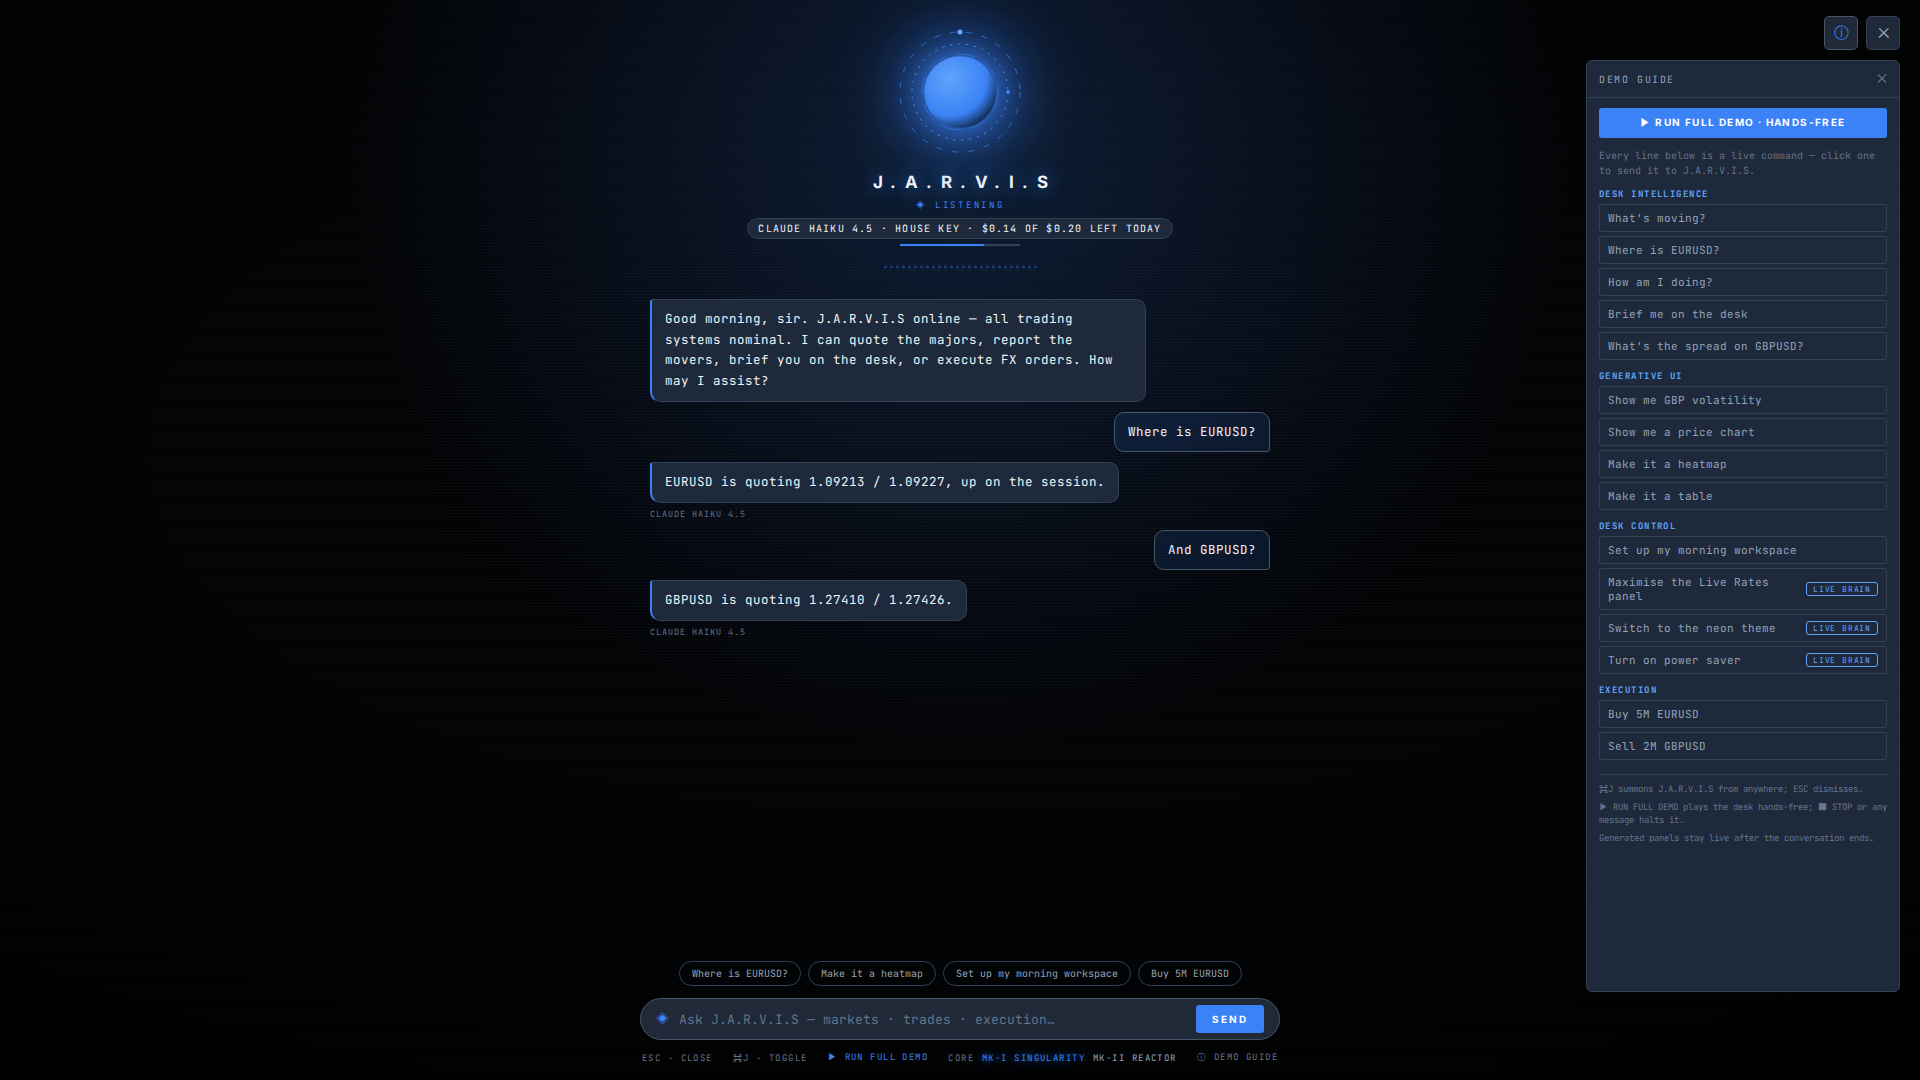 J.A.R.V.I.S
◈ LISTENING
CLAUDE HAIKU 4.5 · HOUSE KEY · $0.14 OF $0.20 LEFT TODAY
Good morning, sir. J.A.R.V.I.S online — all trading
systems nominal. I can quote the majors, report the
movers, brief you on the desk, or execute FX orders. How
may I assist?
Where is EURUSD?
EURUSD is quoting 1.09213 / 1.09227, up on the session.
CLAUDE HAIKU 4.5
And GBPUSD?
GBPUSD is quoting 1.27410 / 1.27426.
CLAUDE HAIKU 4.5
Where is EURUSD?
Make it a heatmap
Set up my morning workspace
Buy 5M EURUSD
◈ Ask J.A.R.V.I.S — markets · trades · execution…
SEND
ESC · CLOSE
⌘J · TOGGLE
▶ RUN FULL DEMO
CORE MK-I SINGULARITY MK-II REACTOR
ⓘ DEMO GUIDE
ⓘ ✕
DEMO GUIDE ✕
▶ RUN FULL DEMO · HANDS-FREE
Every line below is a live command — click one
to send it to J.A.R.V.I.S.
DESK INTELLIGENCE
What's moving?
Where is EURUSD?
How am I doing?
Brief me on the desk
What's the spread on GBPUSD?
GENERATIVE UI
Show me GBP volatility
Show me a price chart
Make it a heatmap
Make it a table
DESK CONTROL
Set up my morning workspace
Maximise the Live Rates
panel
LIVE BRAIN
Switch to the neon theme LIVE BRAIN
Turn on power saver LIVE BRAIN
EXECUTION
Buy 5M EURUSD
Sell 2M GBPUSD
⌘J summons J.A.R.V.I.S from anywhere; ESC dismisses.
▶ RUN FULL DEMO plays the desk hands-free; ■ STOP or any
message halts it.
Generated panels stay live after the conversation ends.